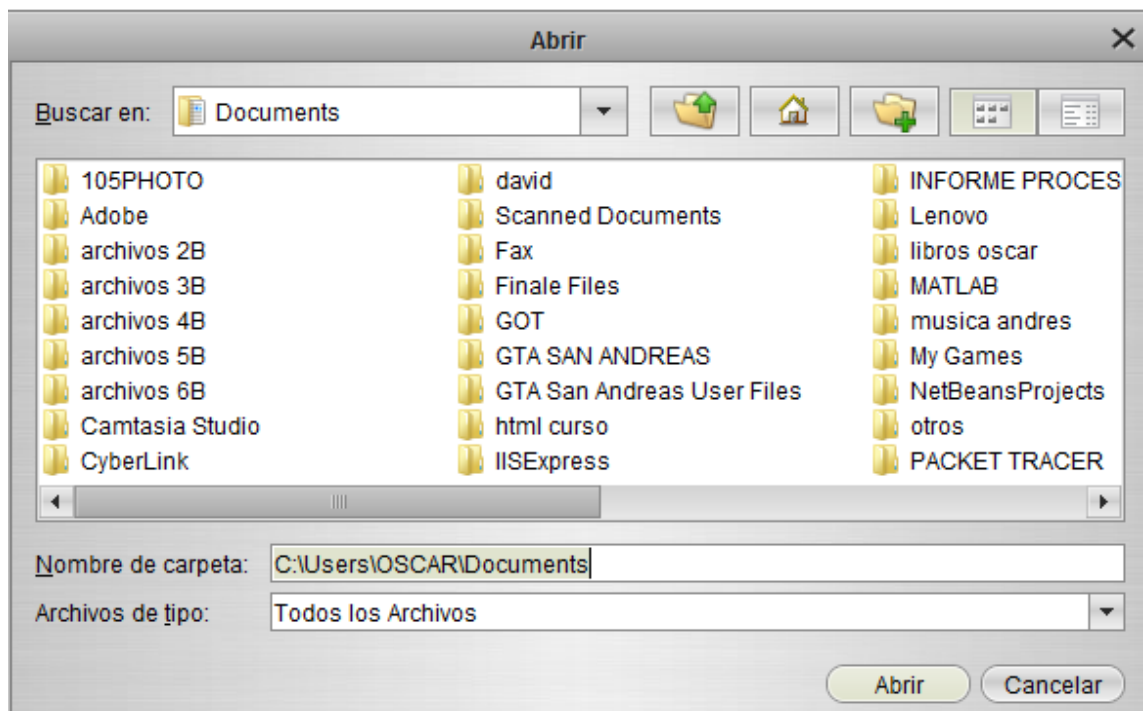 Abrir
Buscar en: Documents
105PHOTO
Adobe
archivos 2B
archivos 3B
archivos 4B
archivos 5B
archivos 6B
Camtasia Studio
CyberLink
david
Scanned Documents
Fax
Finale Files
GOT
GTA SAN ANDREAS
GTA San Andreas User Files
html curso
IISExpress
INFORME PROCES
Lenovo
libros oscar
MATLAB
musica andres
My Games
NetBeansProjects
otros
PACKET TRACER
Nombre de carpeta: C:\Users\OSCAR\Documents
Archivos de tipo: Todos los Archivos
Abrir Cancelar